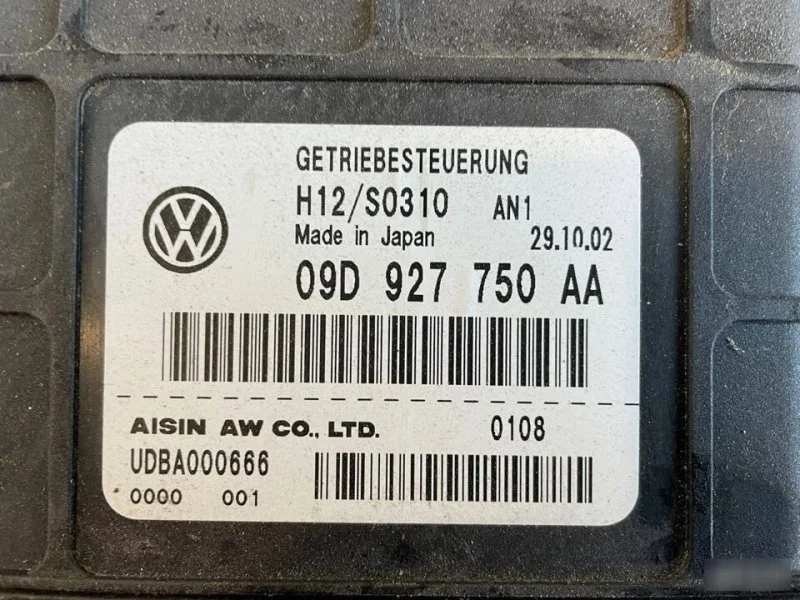 GETRIEBESTEUERUNG
H12/S0310 AN1
Made in Japan 29.10.02
09D 927 750 AA
AISIN AW CO., LTD. 0108
UDBA000666
0000 001